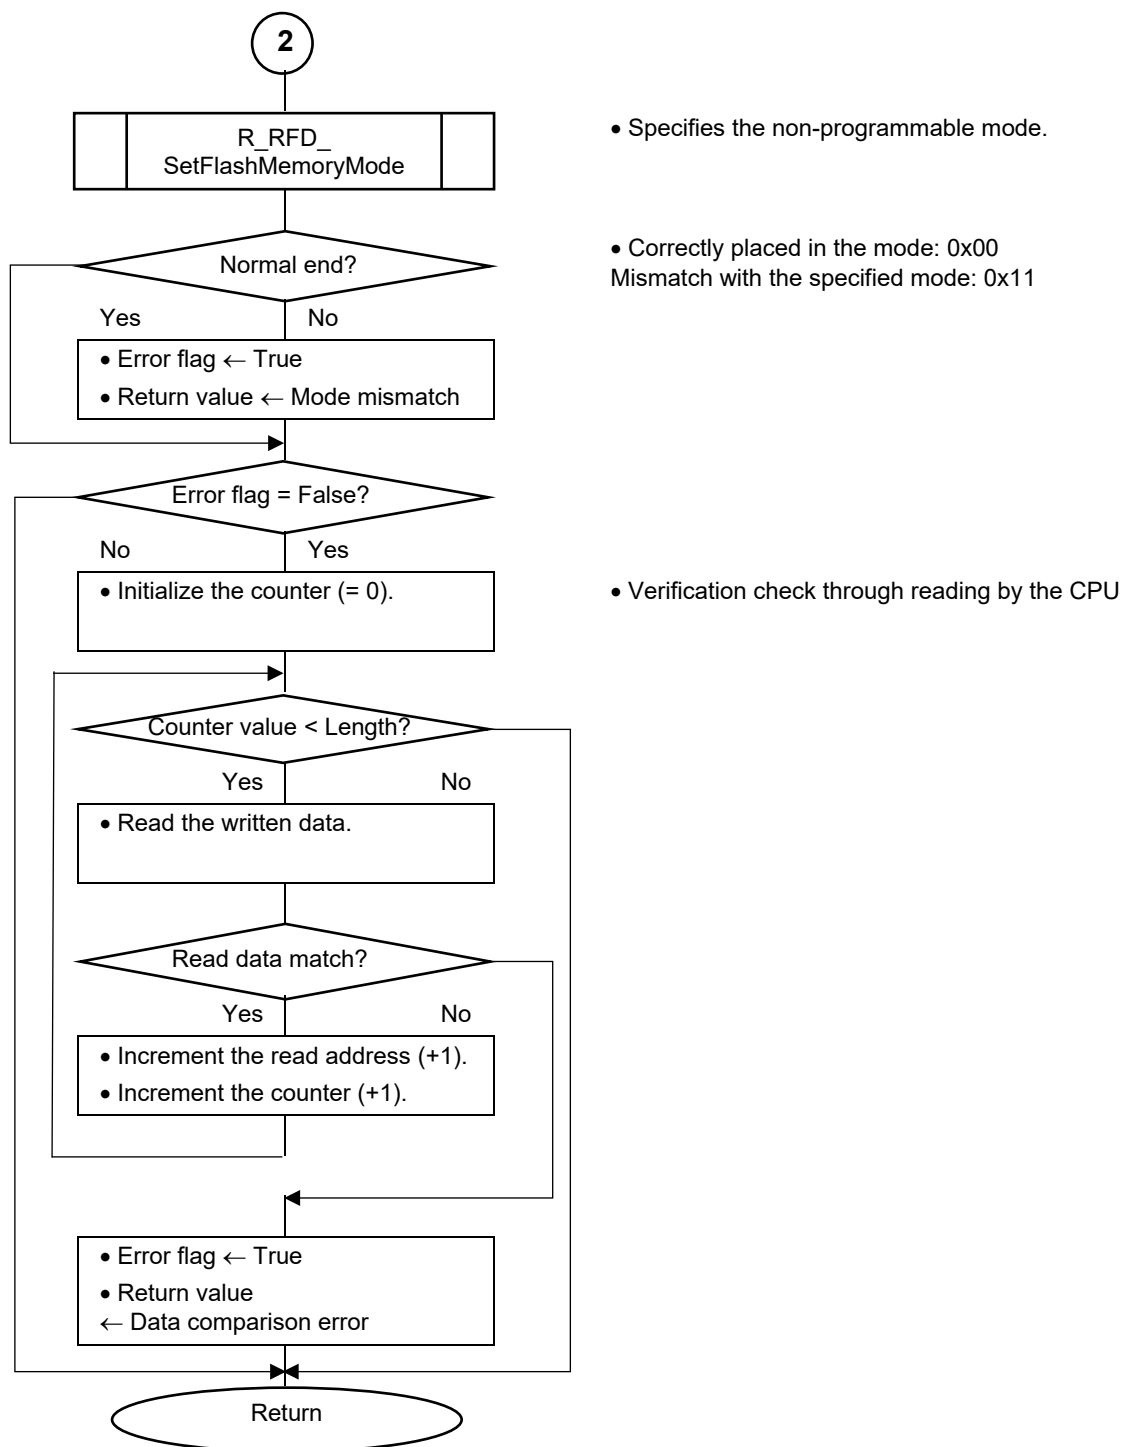 2
R_RFD_
SetFlashMemoryMode
• Specifies the non-programmable mode.
Normal end?
• Correctly placed in the mode: 0x00
Mismatch with the specified mode: 0x11
Yes No
• Error flag ← True
• Return value ← Mode mismatch
Error flag = False?
No Yes
• Initialize the counter (= 0).
• Verification check through reading by the CPU
Counter value < Length?
Yes No
• Read the written data.
Read data match?
Yes No
• Increment the read address (+1).
• Increment the counter (+1).
• Error flag ← True
• Return value
← Data comparison error
Return